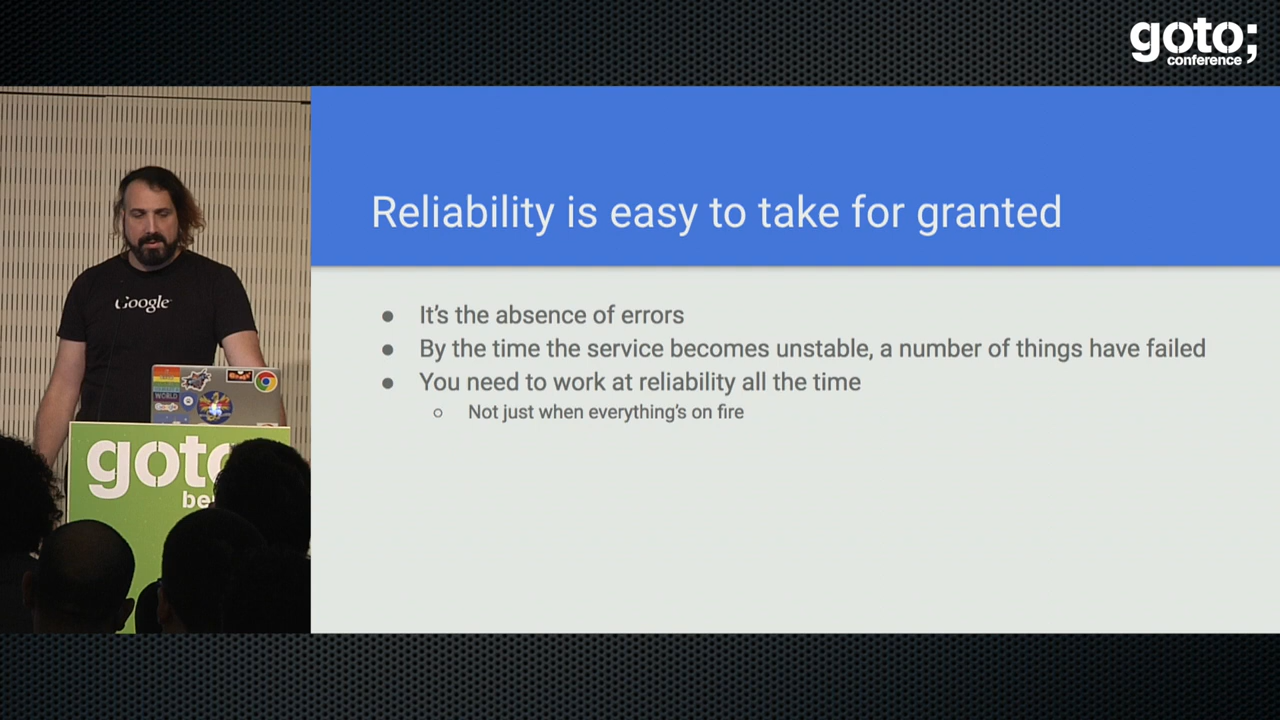 goto;
conference
Reliability is easy to take for granted
It's the absence of errors
By the time the service becomes unstable, a number of things have failed
You need to work at reliability all the time
Not just when everything's on fire
Google
WORLD
goto
be